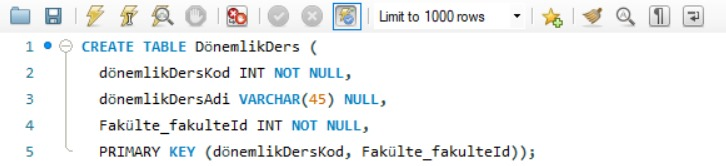 Limit to 1000 rows
1 CREATE TABLE DönemlikDers (
2 dönemlikDersKod INT NOT NULL,
3 dönemlikDersAdi VARCHAR(45) NULL,
4 Fakülte_fakulteId INT NOT NULL,
5 PRIMARY KEY (dönemlikDersKod, Fakülte_fakulteId));